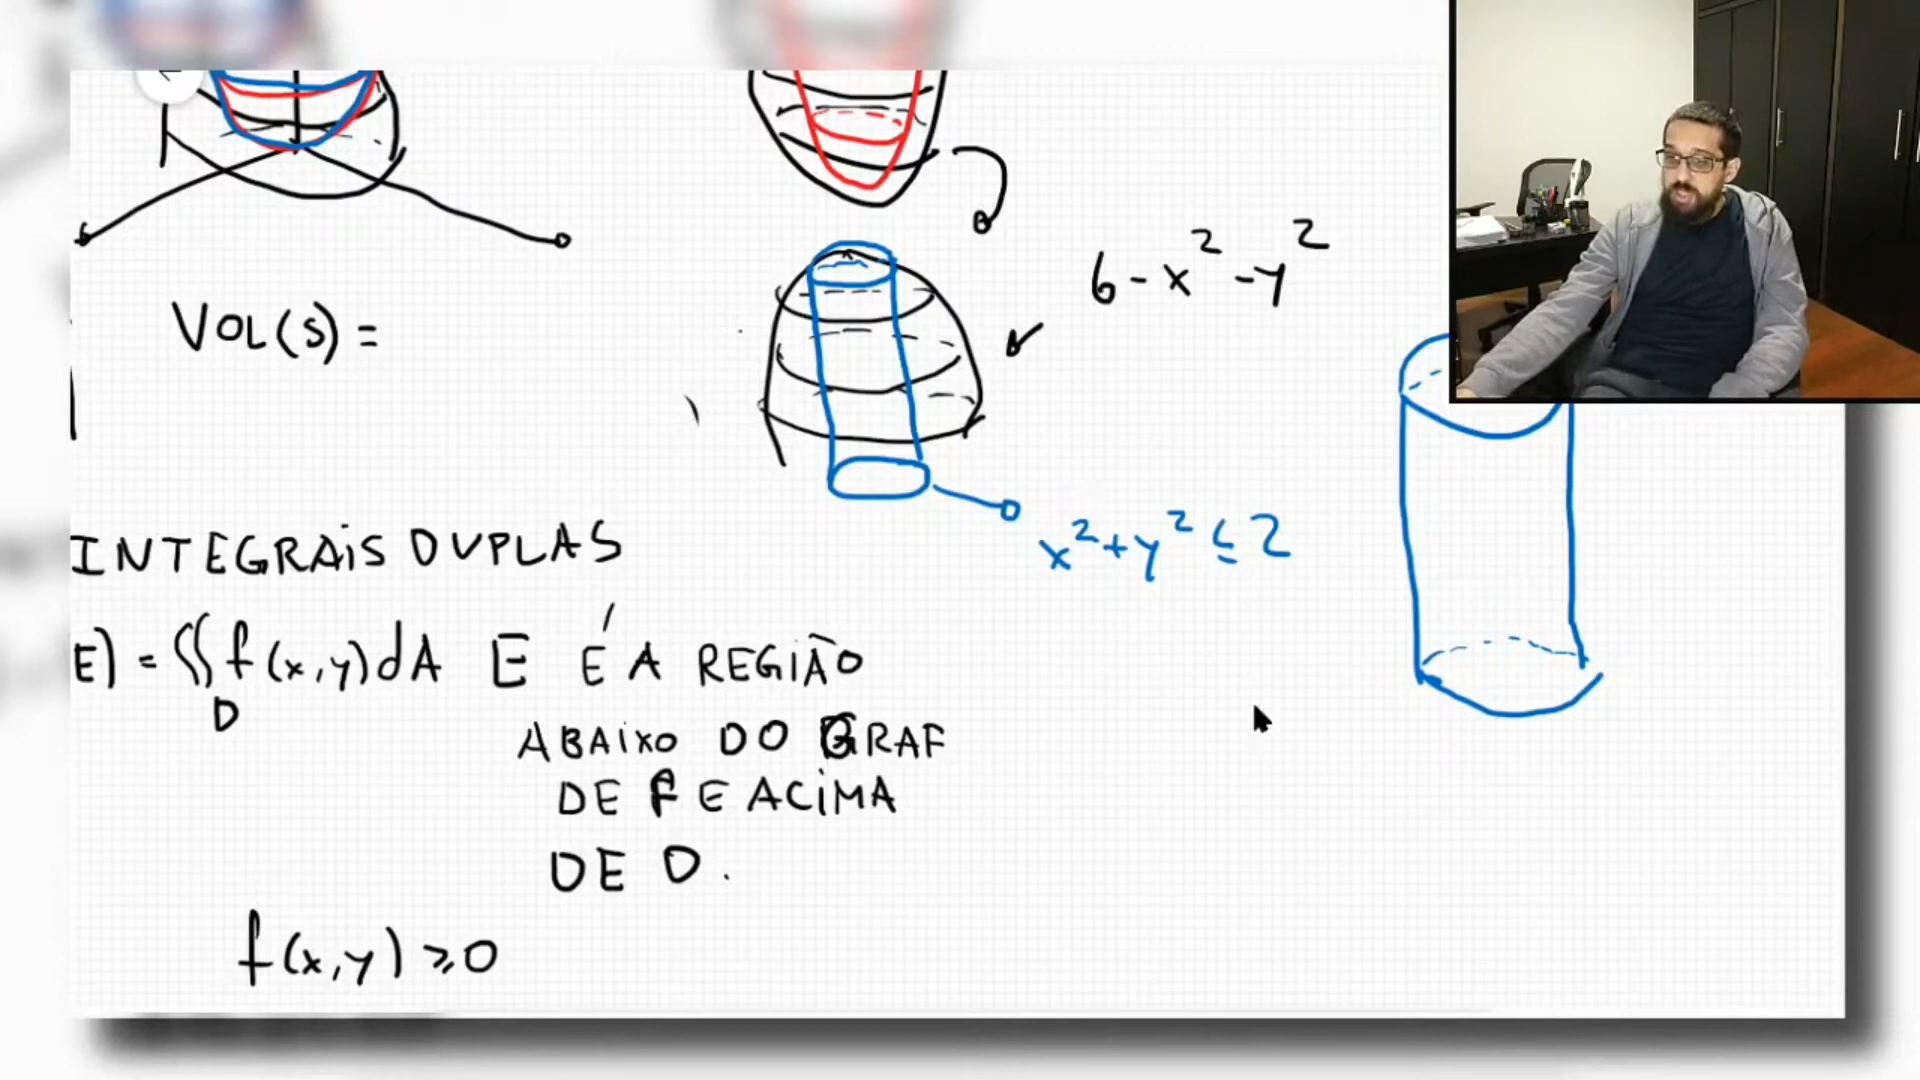 6-x²-y²
VOL(S) =
x²+y² ≤ 2
INTEGRAIS DUPLAS
E) = ∬ f(x,y)dA E É A REGIÃO
D
ABAIXO DO GRAF
DE F E ACIMA
DE D.
f(x,y) ≥ 0